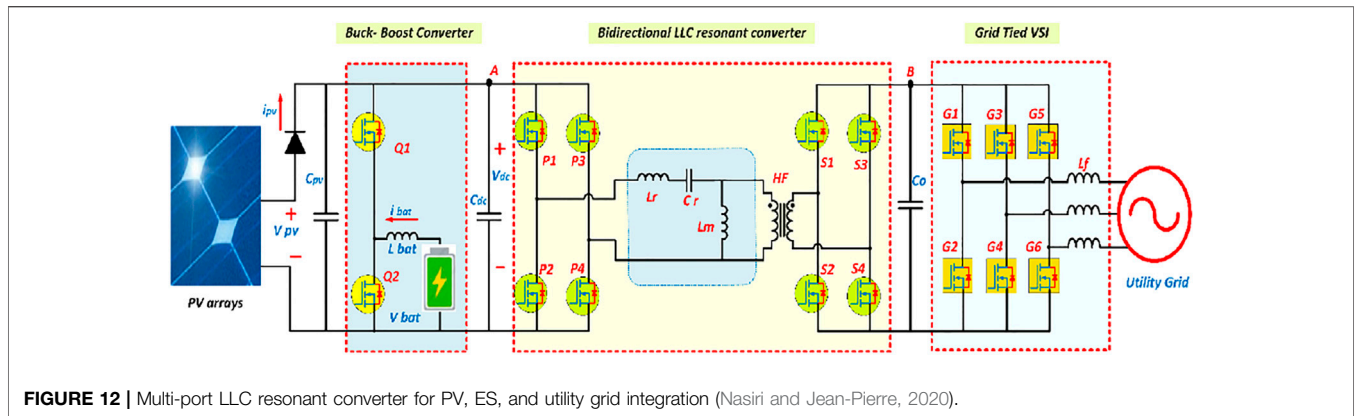 Buck- Boost Converter
Bidirectional LLC resonant converter
Grid Tied VSI
A
B
ipv
Q1
Cpv
+
V pv
−
PV arrays
i bat
L bat
Q2
V bat
+
Vdc
Cdc
−
P1
P3
P2
P4
Lr
C r
Lm
HF
S1
S3
S2
S4
Co
G1
G3
G5
G2
G4
G6
Lf
Utility Grid
FIGURE 12 | Multi-port LLC resonant converter for PV, ES, and utility grid integration (Nasiri and Jean-Pierre, 2020).